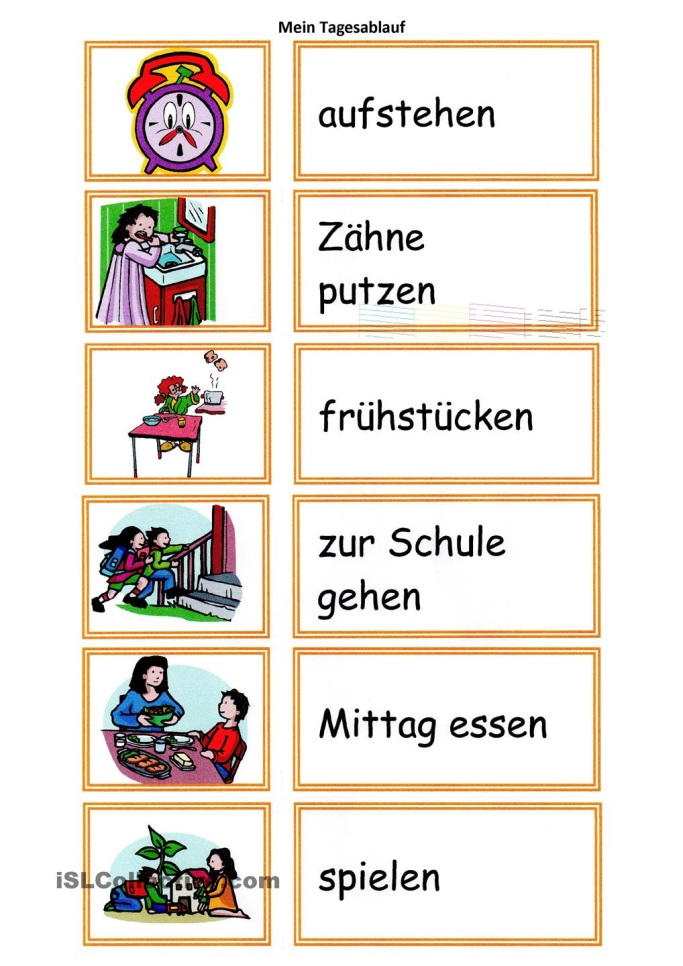 Mein Tagesablauf
aufstehen
Zähne
putzen
frühstücken
zur Schule
gehen
Mittag essen
spielen